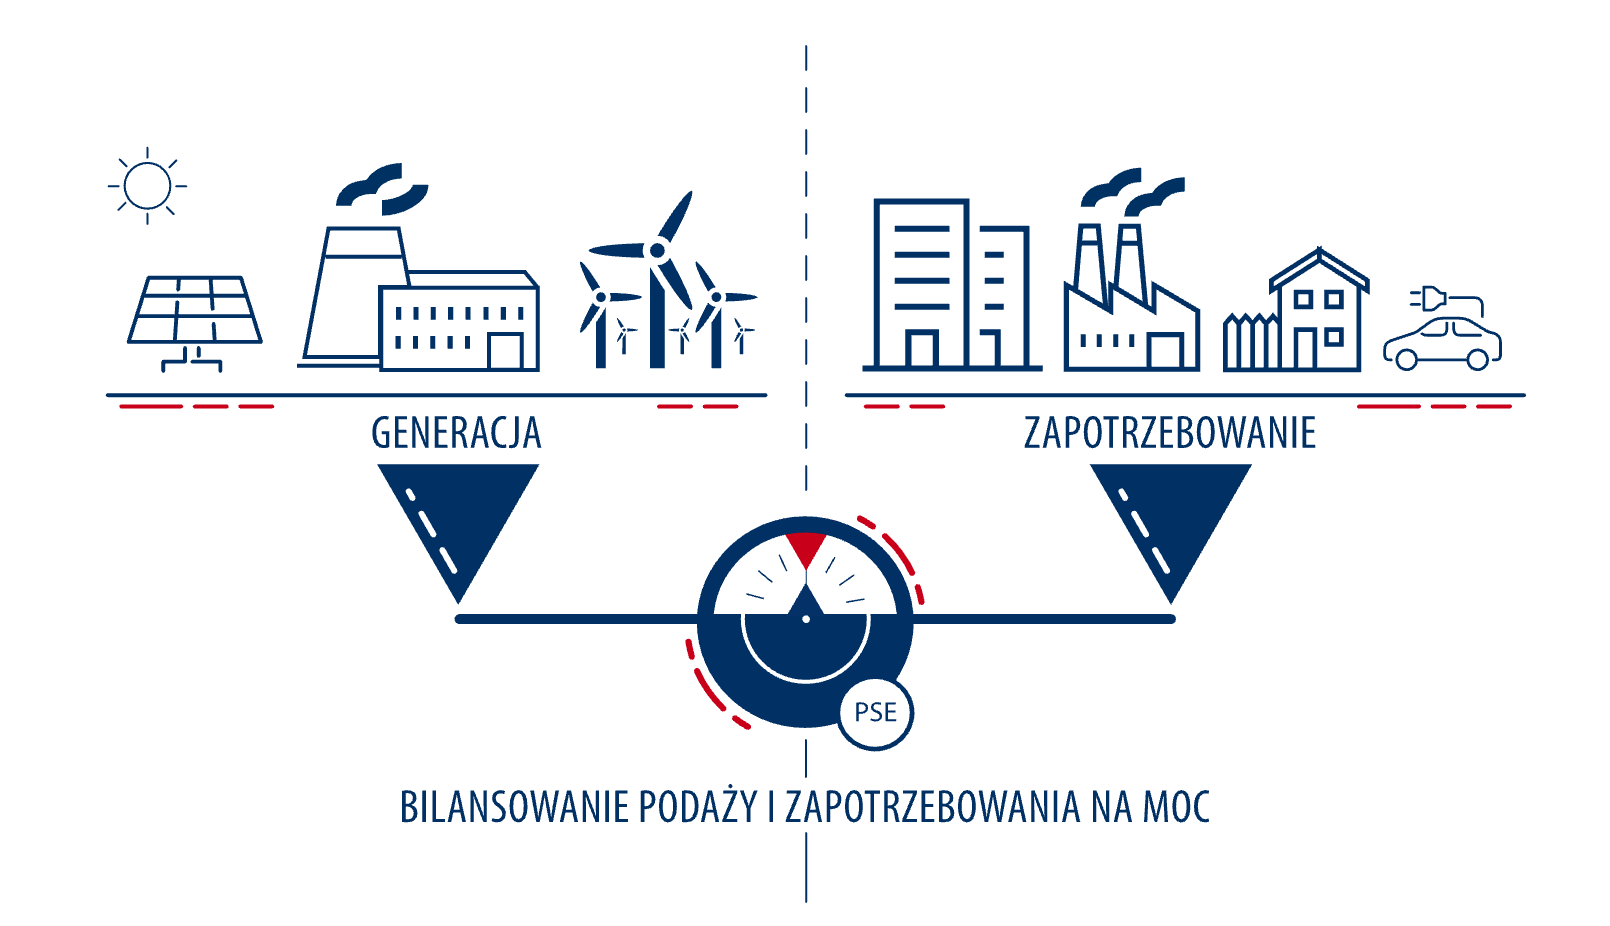 GENERACJA
ZAPOTRZEBOWANIE
PSE
BILANSOWANIE PODAŻY I ZAPOTRZEBOWANIA NA MOC